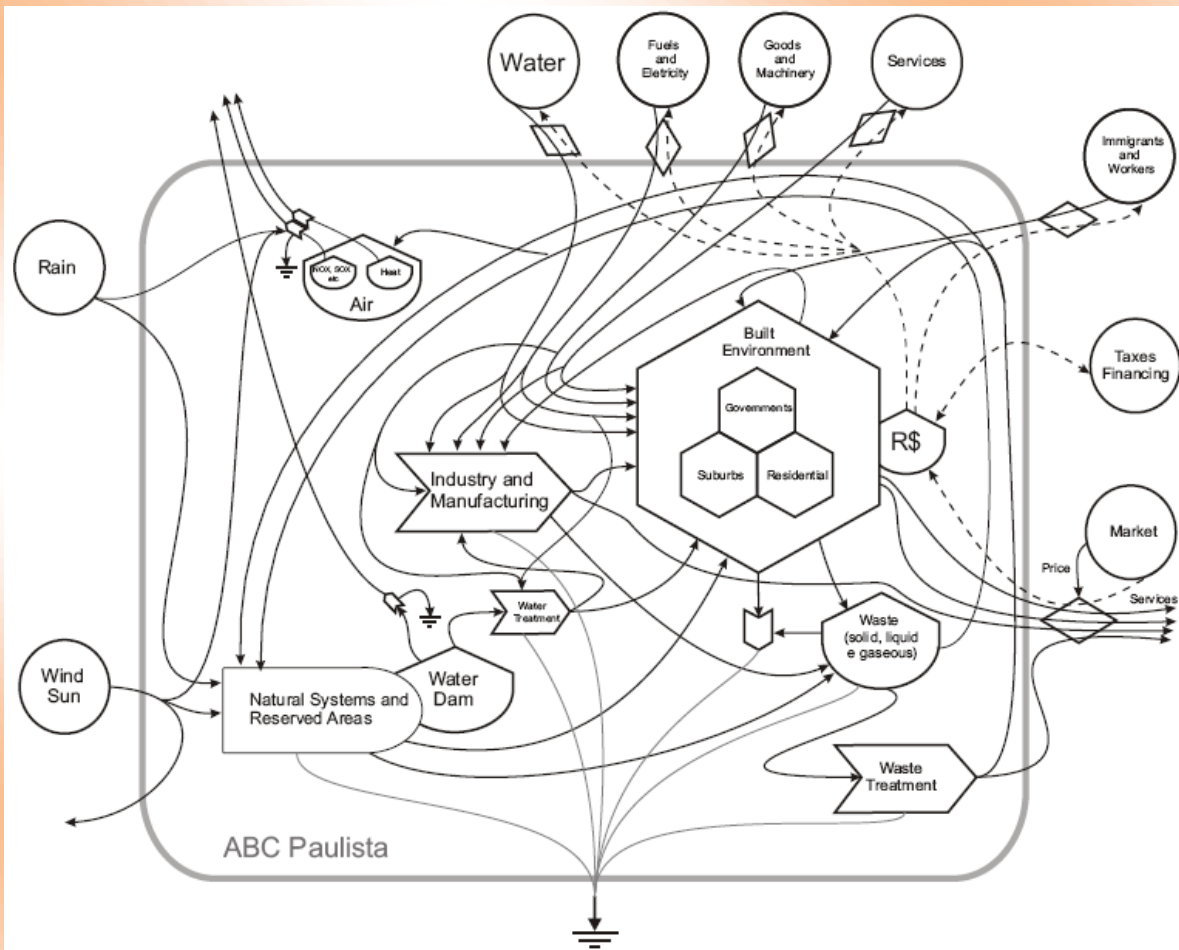 Water
Fuels
and
Eletricity
Goods
and
Machinery
Services
Immigrants
and
Workers
Rain
NOX, SOX
etc
Heat
Air
Built
Environment
Governments
Suburbs
Residential
R$
Taxes
Financing
Industry and
Manufacturing
Market
Price
Services
Water
Treatment
Waste
(solid, liquid
e gaseous)
Wind
Sun
Natural Systems and
Reserved Areas
Water
Dam
Waste
Treatment
ABC Paulista